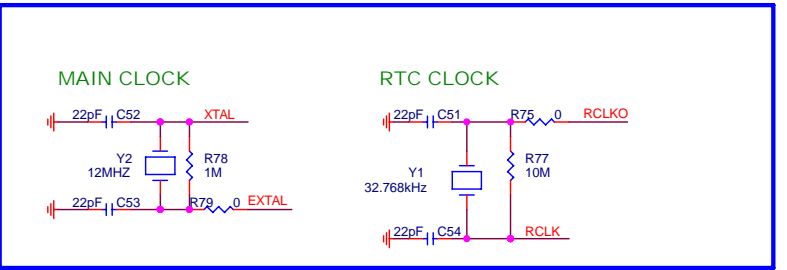 MAIN CLOCK
22pF C52 XTAL
Y2
12MHZ
R78
1M
22pF C53 R79 0 EXTAL
RTC CLOCK
22pF C51 R75 0 RCLKO
Y1
32.768kHz
R77
10M
22pF C54 RCLK